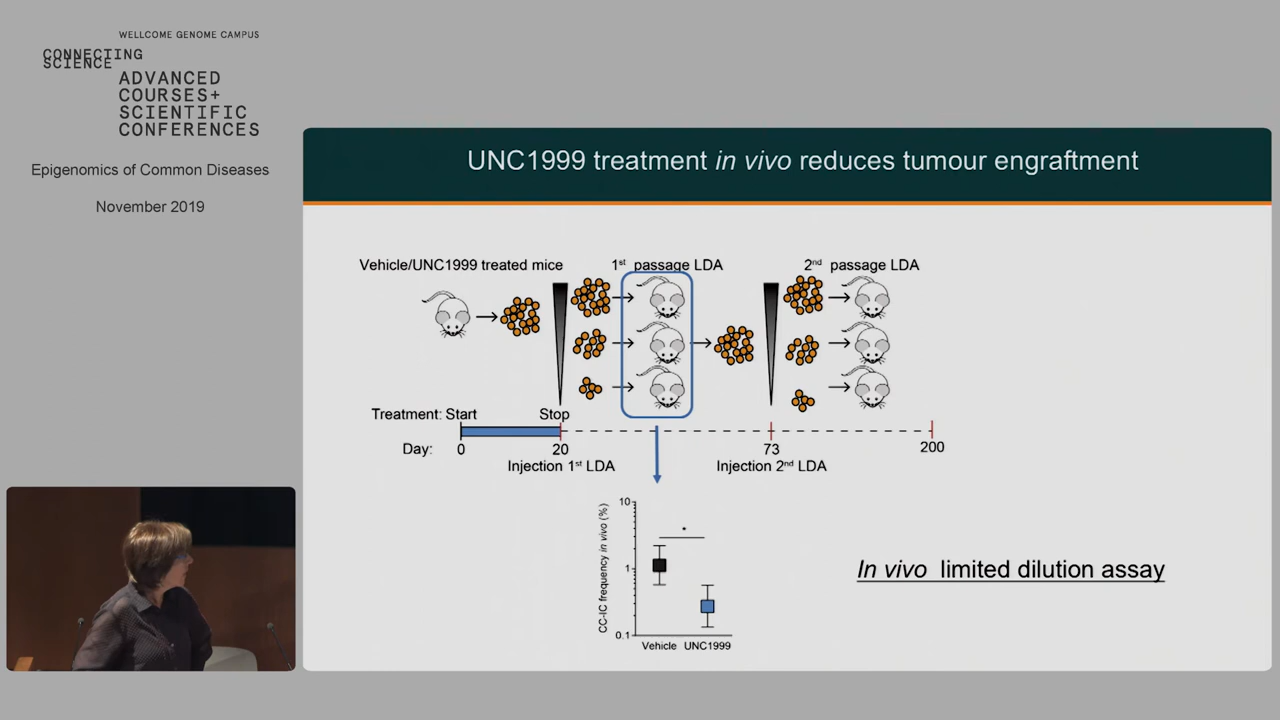 WELLCOME GENOME CAMPUS
CONNECTING
SCIENCE
ADVANCED
COURSES+
SCIENTIFIC
CONFERENCES
Epigenomics of Common Diseases
November 2019
UNC1999 treatment in vivo reduces tumour engraftment
Vehicle/UNC1999 treated mice
1st passage LDA
2nd passage LDA
Treatment: Start
Stop
Day:
0
20
73
200
Injection 1st LDA
Injection 2nd LDA
CC-IC frequency in vivo (%)
10
1
0.1
*
Vehicle
UNC1999
In vivo limited dilution assay